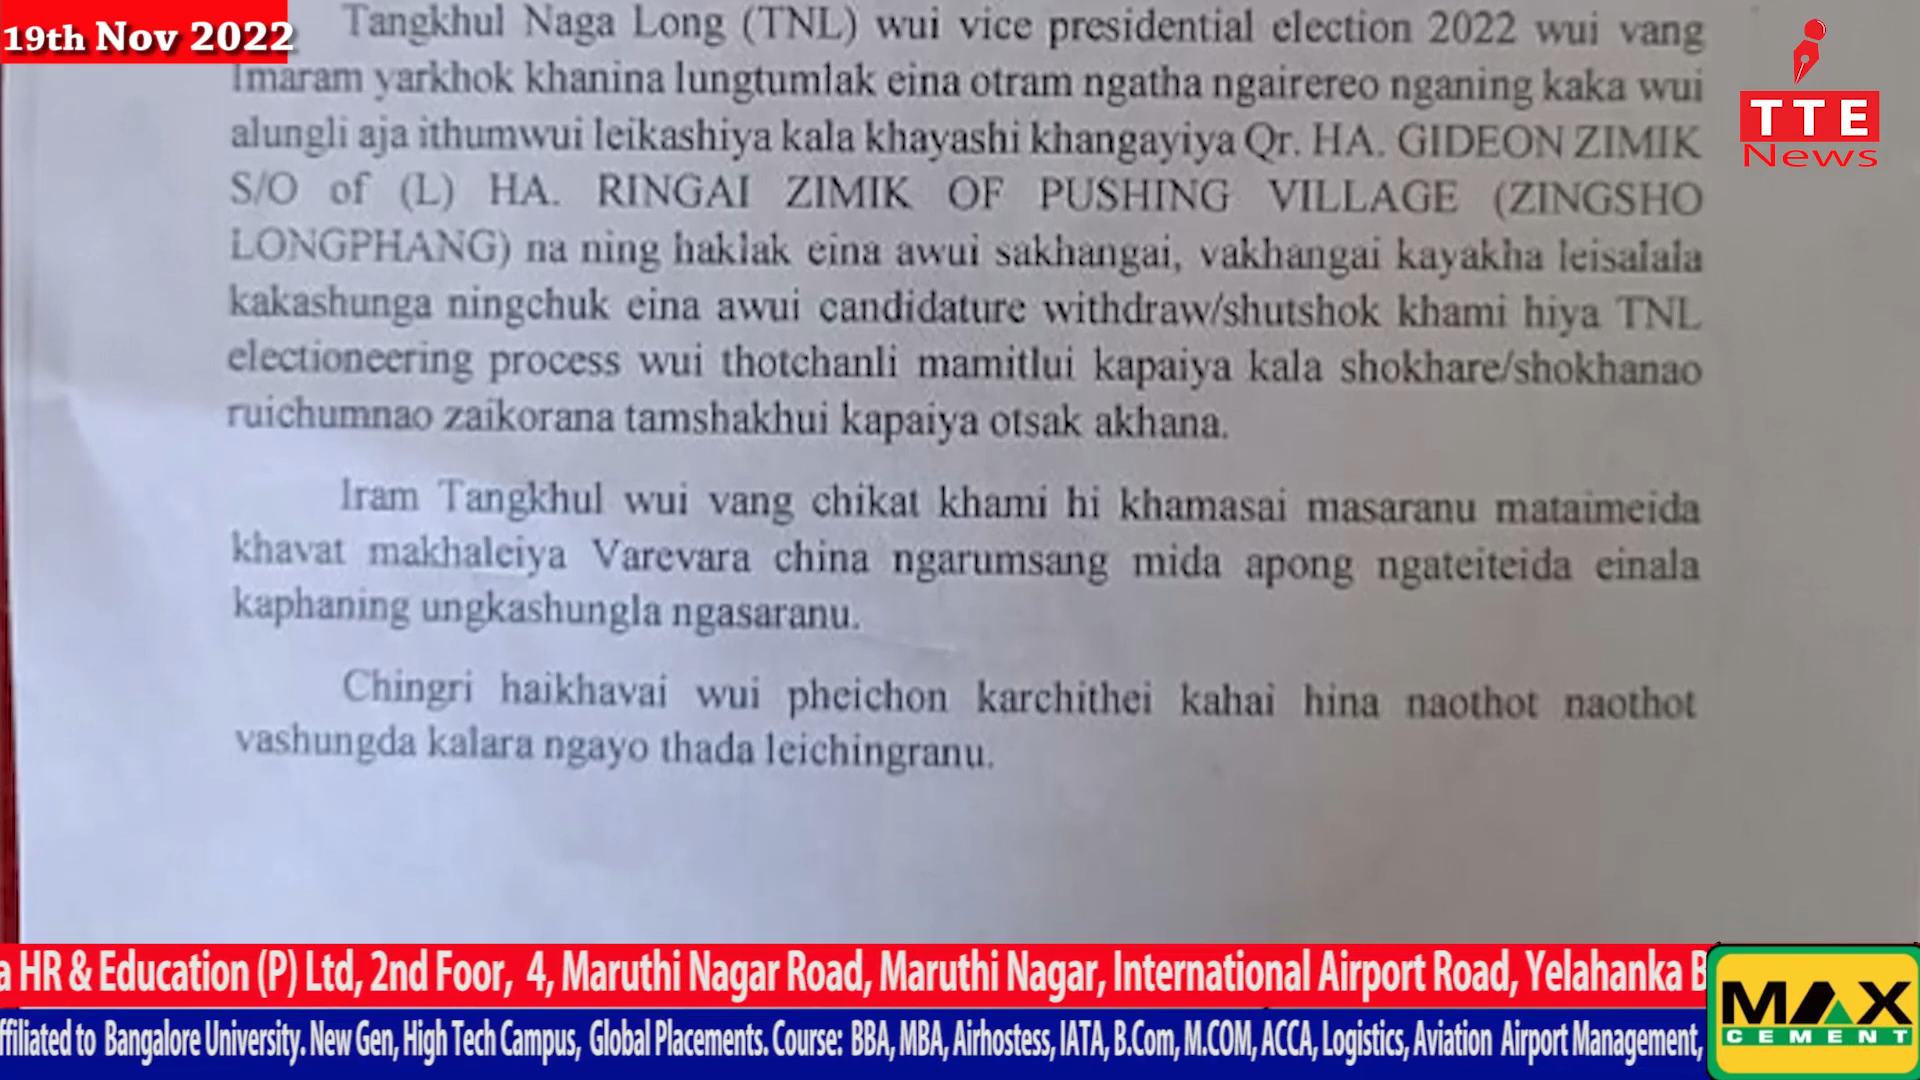 19th Nov 2022
Tangkhul Naga Long (TNL) wui vice presidential election 2022 wui vang
Imaram yarkhok khanina lungtumlak eina otram ngatha ngairereo nganing kaka wui
alungli aja ithumwui leikashiya kala khayashi khangayiya Qr. HA. GIDEON ZIMIK
S/O of (L) HA. RINGAI ZIMIK OF PUSHING VILLAGE (ZINGSHO
LONGPHANG) na ning haklak eina awui sakhangai, vakhangai kayakha leisalala
kakashunga ningchuk eina awui candidature withdraw/shutshok khami hiya TNL
electioneering process wui thotchanli mamitlui kapaiya kala shokhare/shokhanao
ruichumnao zaikorana tamshakhui kapaiya otsak akhana.
Iram Tangkhul wui vang chikat khami hi khamasai masaranu mataimeida
khavat makhaleiya Varevara china ngarumsang mida apong ngateiteida einala
kaphaning ungkashungla ngasaranu.
Chingri haikhavai wui pheichon karchithei kahai hina naothot naothot
vashungda kalara ngayo thada leichingranu.
TTE
News
a HR & Education (P) Ltd, 2nd Foor, 4, Maruthi Nagar Road, Maruthi Nagar, International Airport Road, Yelahanka B
ffiliated to Bangalore University. New Gen, High Tech Campus, Global Placements. Course: BBA, MBA, Airhostess, IATA, B.Com, M.COM, ACCA, Logistics, Aviation Airport Management,
MAX
CEMENT